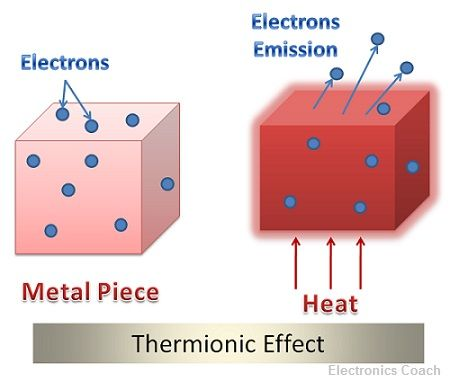 Electrons
Electrons
Emission
Metal Piece
Heat
Thermionic Effect
Electronics Coach